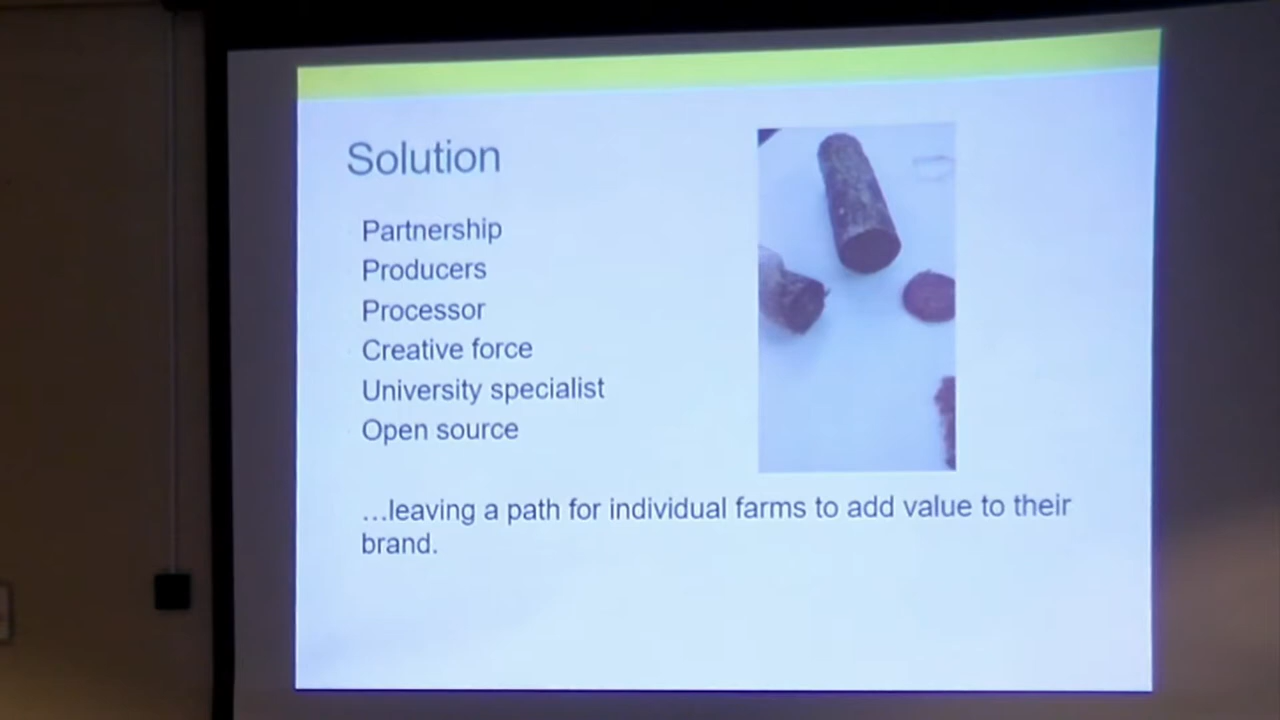 Solution
Partnership
Producers
Processor
Creative force
University specialist
Open source
…leaving a path for individual farms to add value to their
brand.